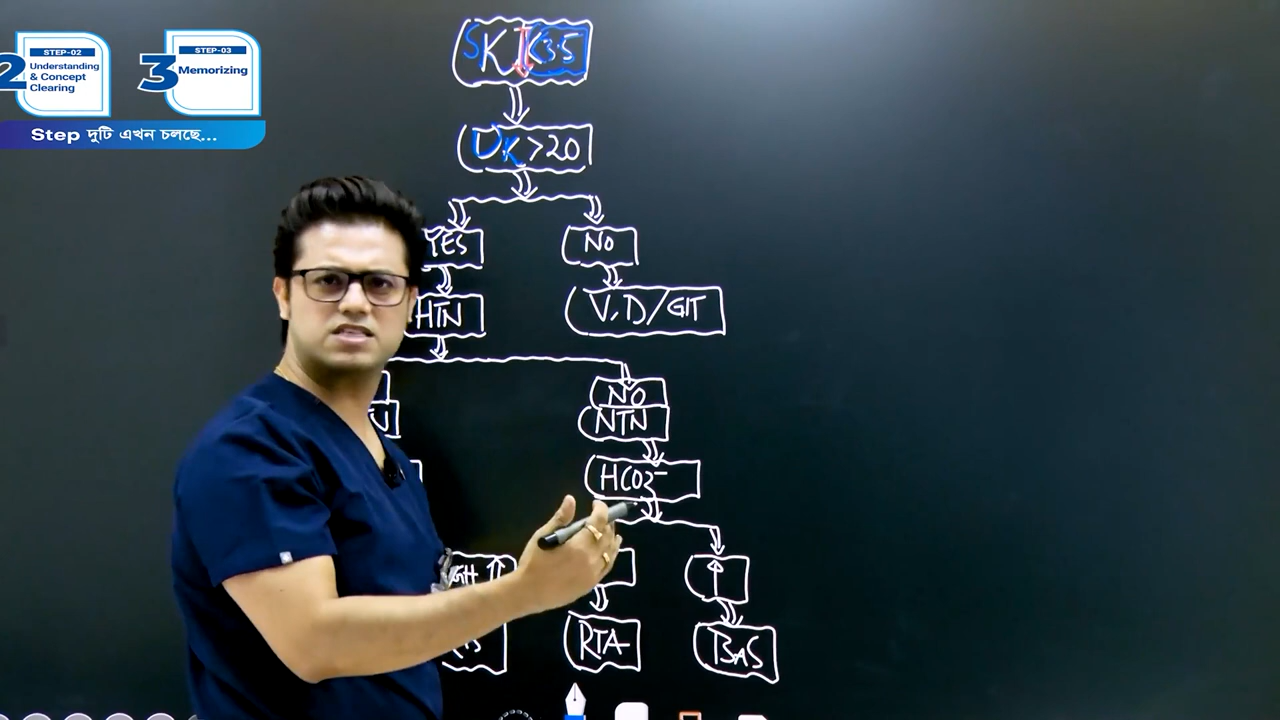 2
STEP-02
Understanding
& Concept
Clearing
3
STEP-03
Memorizing
Step দুটি এখন চলছে...
SK↓<3.5
UK>20
YES
NO
HTN
V,D/GIT
NO
NTN
HCO3-
↑
RTA